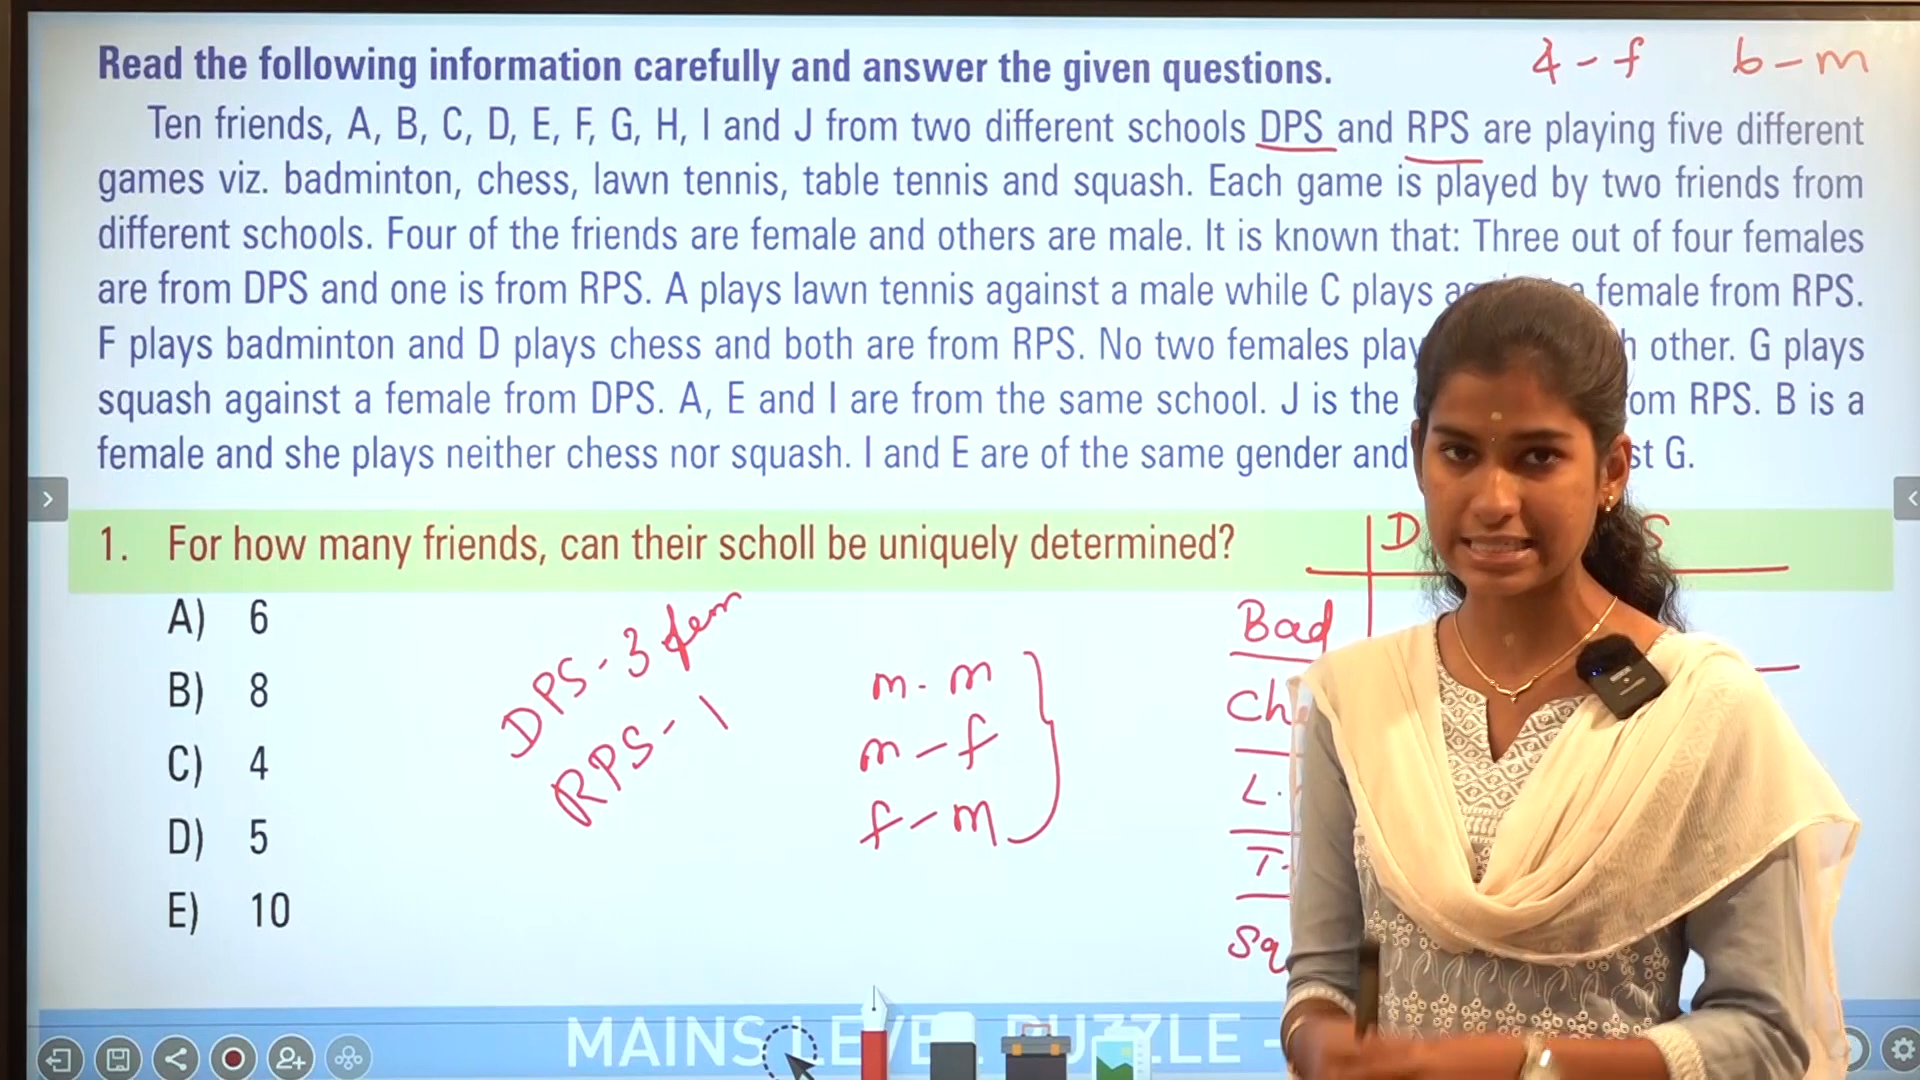 Read the following information carefully and answer the given questions.
4 - f 6 - m
Ten friends, A, B, C, D, E, F, G, H, I and J from two different schools DPS and RPS are playing five different
games viz. badminton, chess, lawn tennis, table tennis and squash. Each game is played by two friends from
different schools. Four of the friends are female and others are male. It is known that: Three out of four females
are from DPS and one is from RPS. A plays lawn tennis against a male while C plays female from RPS.
F plays badminton and D plays chess and both are from RPS. No two females other. G plays
squash against a female from DPS. A, E and I are from the same school. J is the RPS. B is a
female and she plays neither chess nor squash. I and E are of the same gender and G.
1. For how many friends, can their scholl be uniquely determined?
A) 6
B) 8
C) 4
D) 5
E) 10
DPS - 3 fem
RPS - 1
m - m
m - f
f - m
D S
Bad
Ch
L.
T.
Sq
MAINS LEVEL PUZZLE -